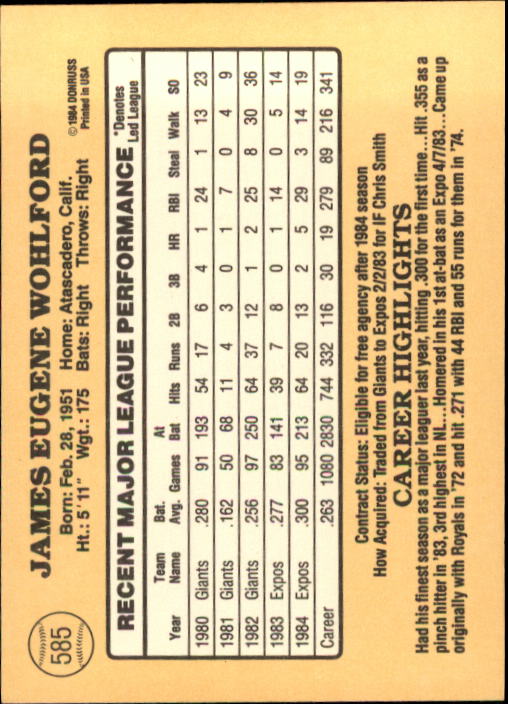 585
JAMES EUGENE WOHLFORD
©1984 DONRUSS
Printed in USA
Born: Feb. 28, 1951 Home: Atascadero, Calif.
Ht.: 5'11" Wgt.: 175 Bats: Right Throws: Right
RECENT MAJOR LEAGUE PERFORMANCE
*Denotes
Led League
Year Team Name Bat. Avg. Games At Bat Hits Runs 2B 3B HR RBI Steal Walk SO
1980 Giants .280 91 193 54 17 6 4 1 24 1 13 23
1981 Giants .162 50 68 11 4 3 0 1 7 0 4 9
1982 Giants .256 97 250 64 37 12 1 2 25 8 30 36
1983 Expos .277 83 141 39 7 8 0 1 14 0 5 14
1984 Expos .300 95 213 64 20 13 2 5 29 3 14 19
Career .263 1080 2830 744 332 116 30 19 279 89 216 341
Contract Status: Eligible for free agency after 1984 season
How Acquired: Traded from Giants to Expos 2/2/83 for IF Chris Smith
CAREER HIGHLIGHTS
Had his finest season as a major leaguer last year, hitting .300 for the first time...Hit .355 as a
pinch hitter in '83, 3rd highest in NL...Homered in his 1st at-bat as an Expo 4/7/83...Came up
originally with Royals in '72 and hit .271 with 44 RBI and 55 runs for them in '74.